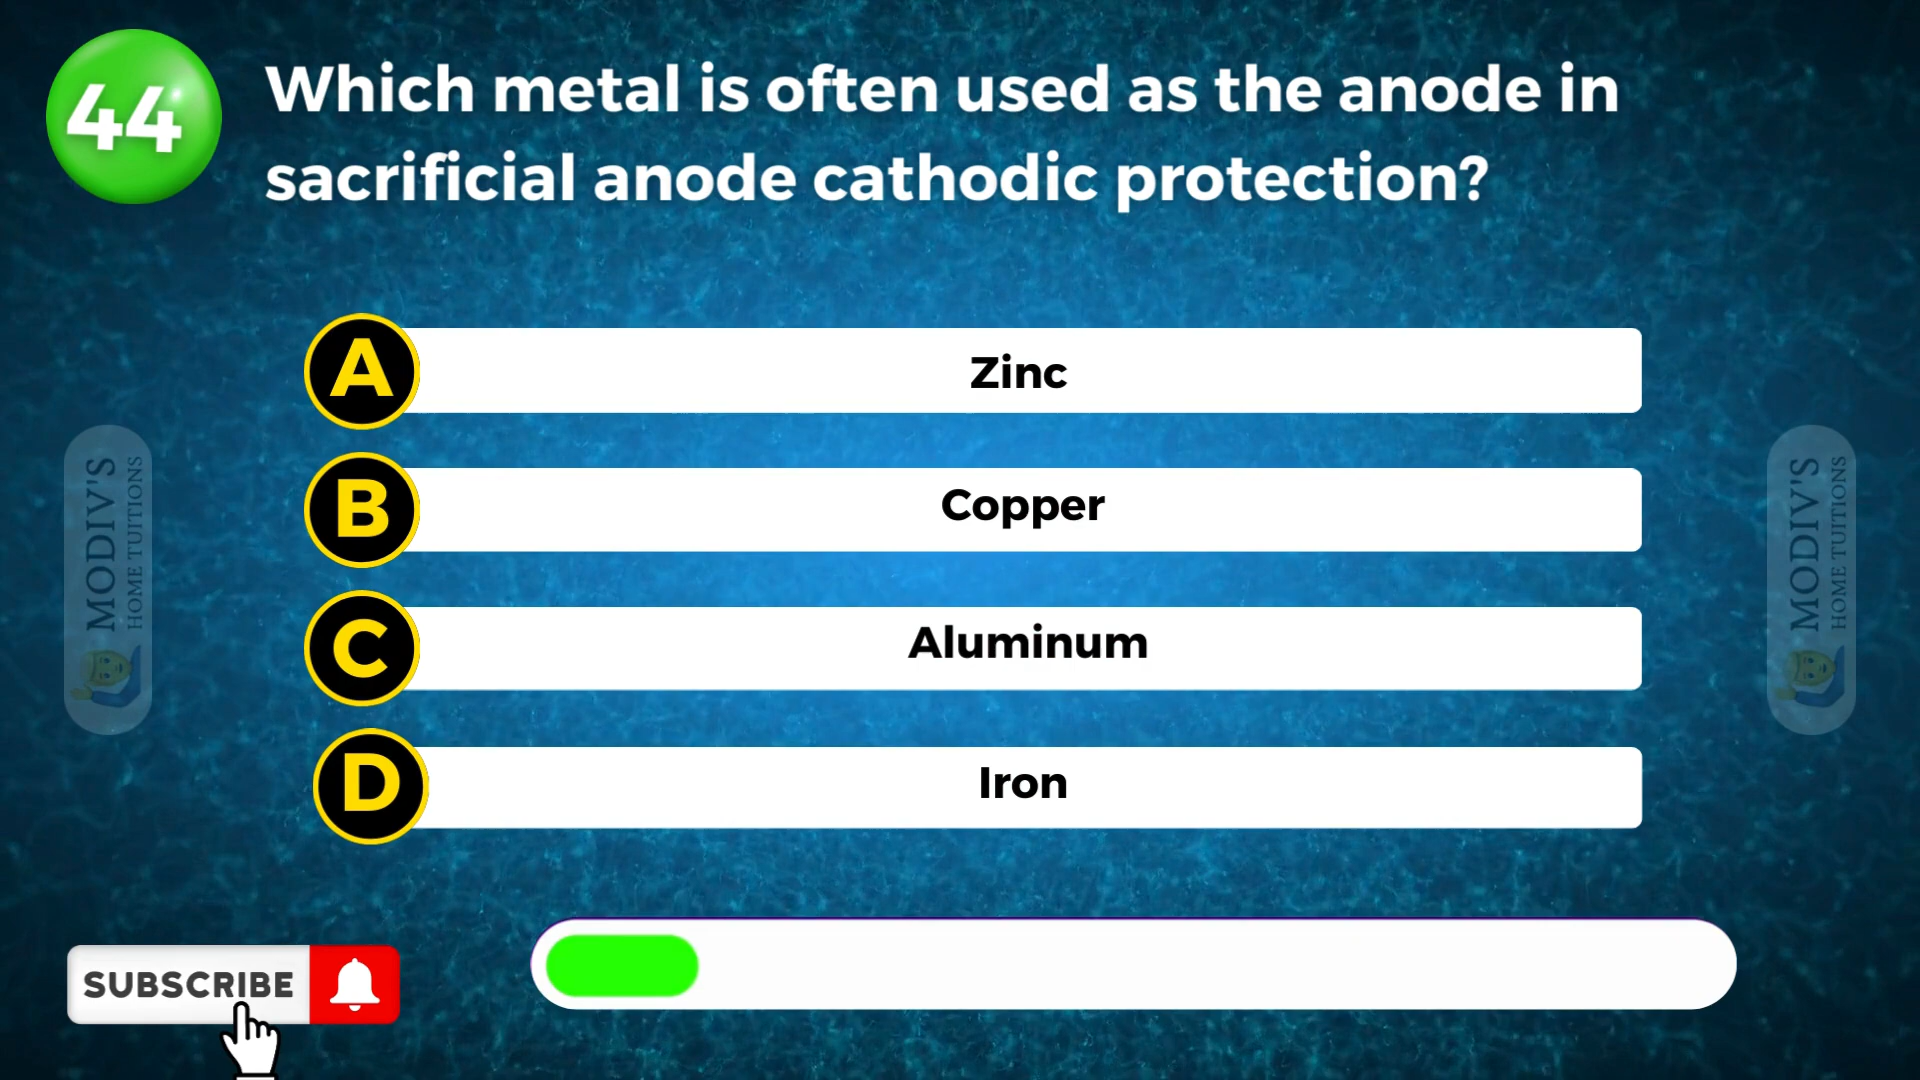 44
Which metal is often used as the anode in
sacrificial anode cathodic protection?
A
Zinc
B
Copper
C
Aluminum
D
Iron
MODIV'S
HOME TUITIONS
MODIV'S
HOME TUITIONS
SUBSCRIBE